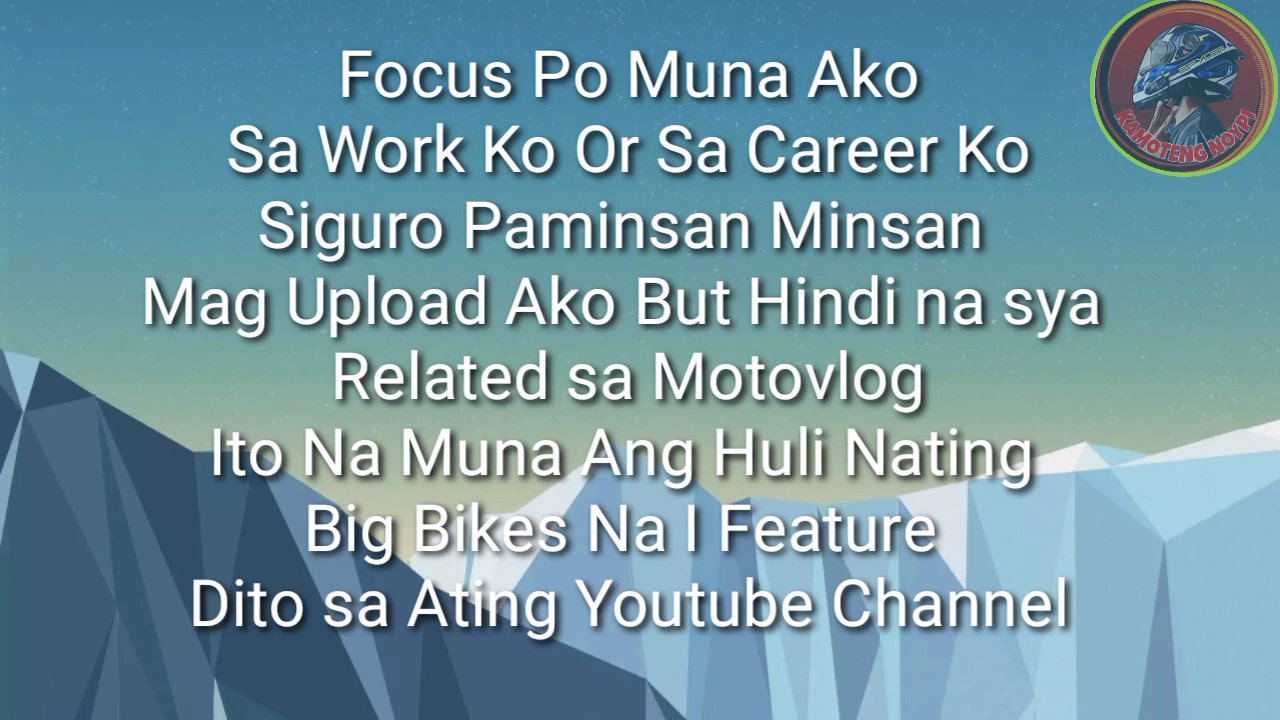 Focus Po Muna Ako
Sa Work Ko Or Sa Career Ko
Siguro Paminsan Minsan
Mag Upload Ako But Hindi na sya
Related sa Motovlog
Ito Na Muna Ang Huli Nating
Big Bikes Na I Feature
Dito sa Ating Youtube Channel
KAMOTENG NOYPI